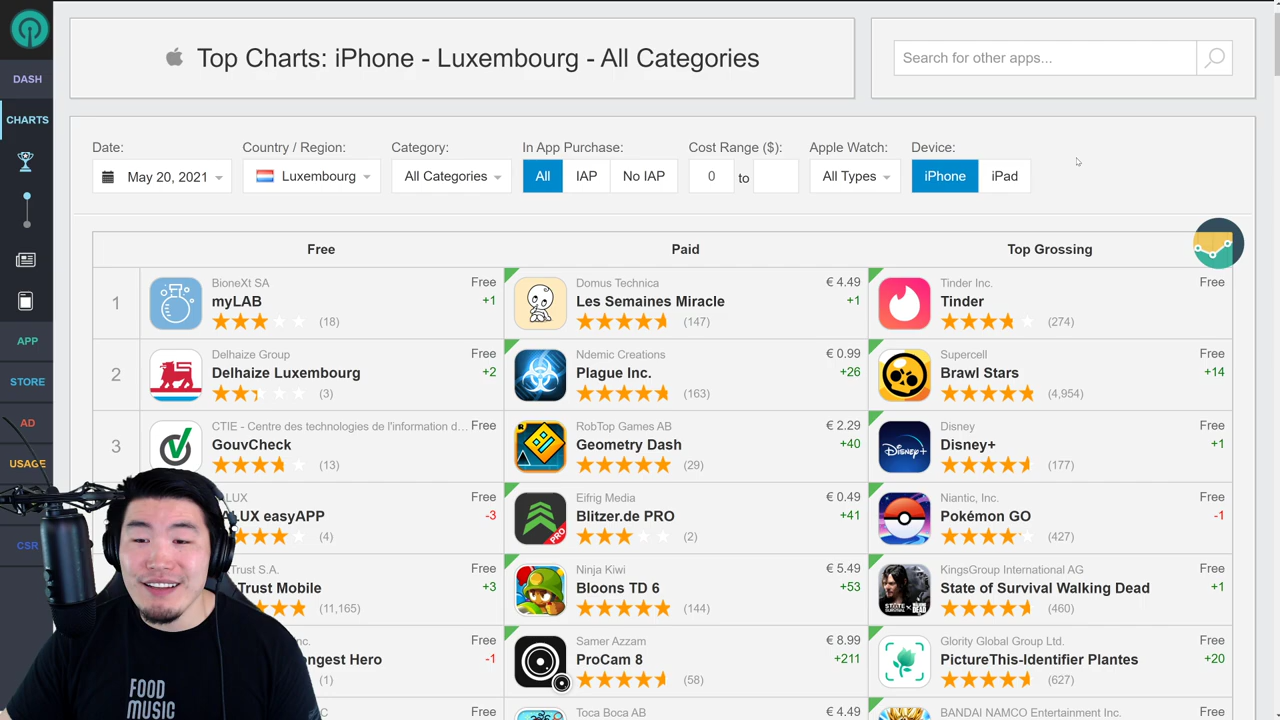 Top Charts: iPhone - Luxembourg - All Categories
Search for other apps...
DASH
CHARTS
APP
STORE
AD
USAGE
CSR
Date:
Country / Region:
Category:
In App Purchase:
Cost Range ($):
Apple Watch:
Device:
May 20, 2021
Luxembourg
All Categories
All
IAP
No IAP
0
to
All Types
iPhone
iPad
Free
Paid
Top Grossing
1
BioneXt SA
Free
myLAB
+1
(18)
Domus Technica
€ 4.49
Les Semaines Miracle
+1
(147)
Tinder Inc.
Free
Tinder
(274)
2
Delhaize Group
Free
Delhaize Luxembourg
+2
(3)
Ndemic Creations
€ 0.99
Plague Inc.
+26
(163)
Supercell
Free
Brawl Stars
+14
(4,954)
3
CTIE - Centre des technologies de l'information d...
Free
GouvCheck
(13)
RobTop Games AB
€ 2.29
Geometry Dash
+40
(29)
Disney
Free
Disney+
+1
(177)
Disney+
LUX
Free
LUX easyAPP
-3
(4)
Eifrig Media
€ 0.49
Blitzer.de PRO
+41
(2)
PRO
Niantic, Inc.
Free
Pokémon GO
-1
(427)
Trust S.A.
Free
Trust Mobile
+3
(11,165)
Ninja Kiwi
€ 5.49
Bloons TD 6
+53
(144)
KingsGroup International AG
Free
State of Survival Walking Dead
+1
(460)
nc.
Free
ongest Hero
-1
(1)
Samer Azzam
€ 8.99
ProCam 8
+211
(58)
Glority Global Group Ltd.
Free
PictureThis-Identifier Plantes
+20
(627)
C
Free
Toca Boca AB
€ 4.49
BANDAI NAMCO Entertainment Inc.
Free
FOOD
MUSIC